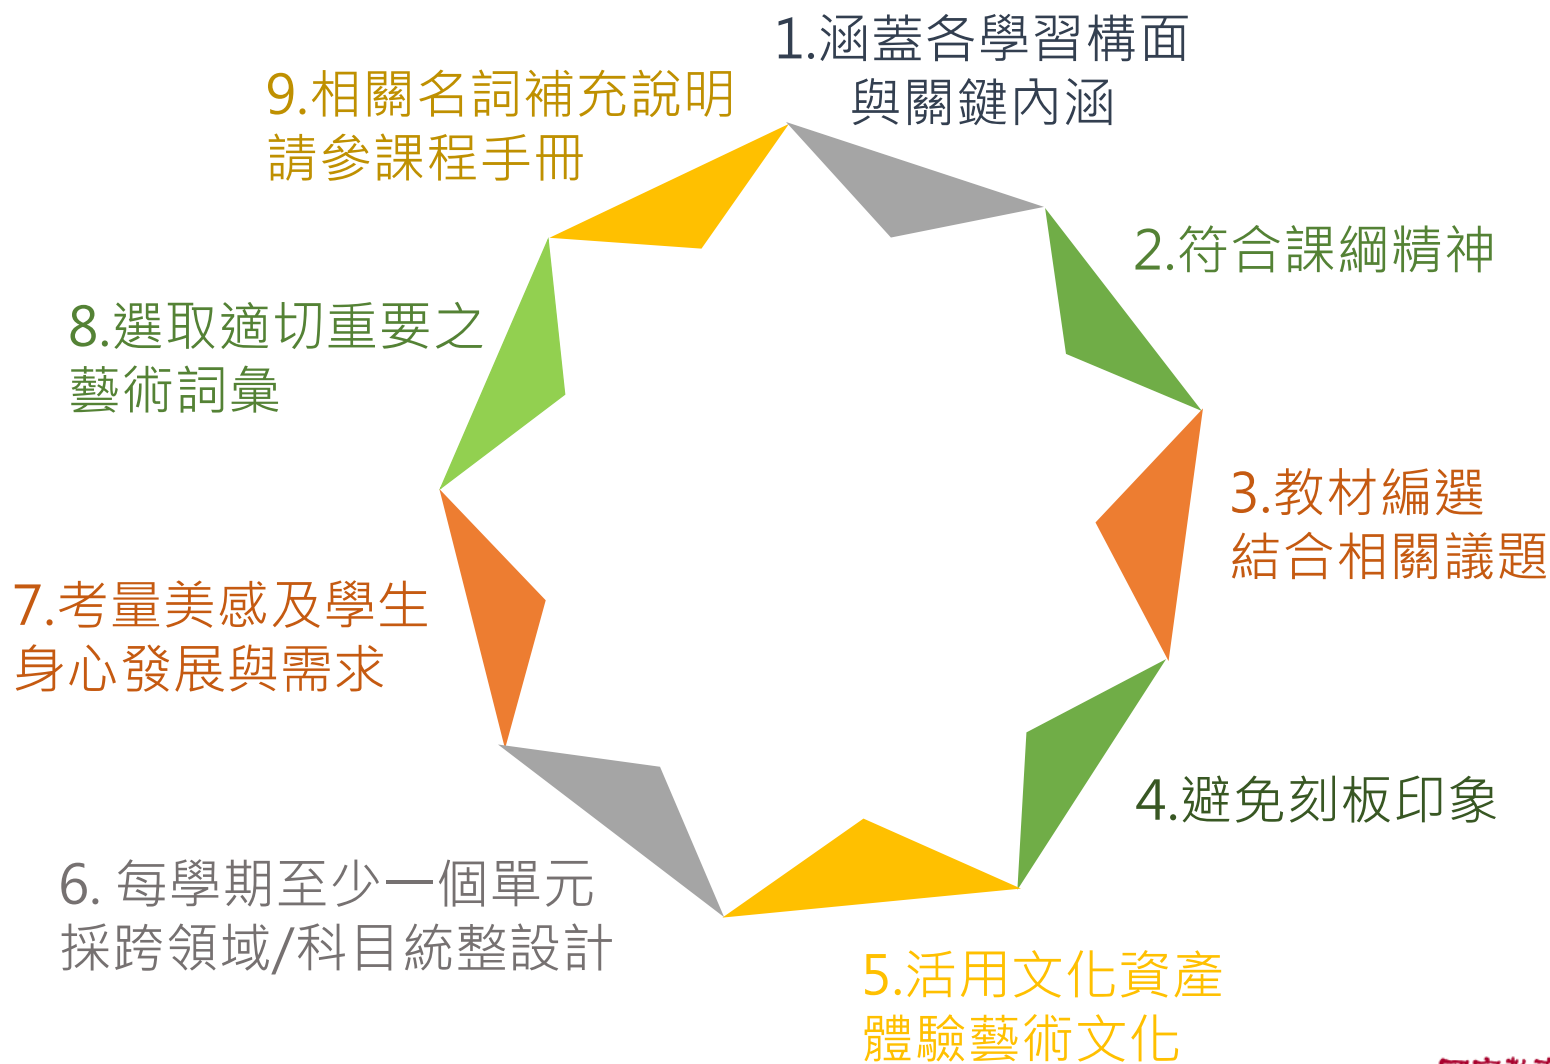 1.涵蓋各學習構面
與關鍵內涵
2.符合課綱精神
3.教材編選
結合相關議題
4.避免刻板印象
5.活用文化資產
體驗藝術文化
6. 每學期至少一個單元
採跨領域/科目統整設計
7.考量美感及學生
身心發展與需求
8.選取適切重要之
藝術詞彙
9.相關名詞補充說明
請參課程手冊